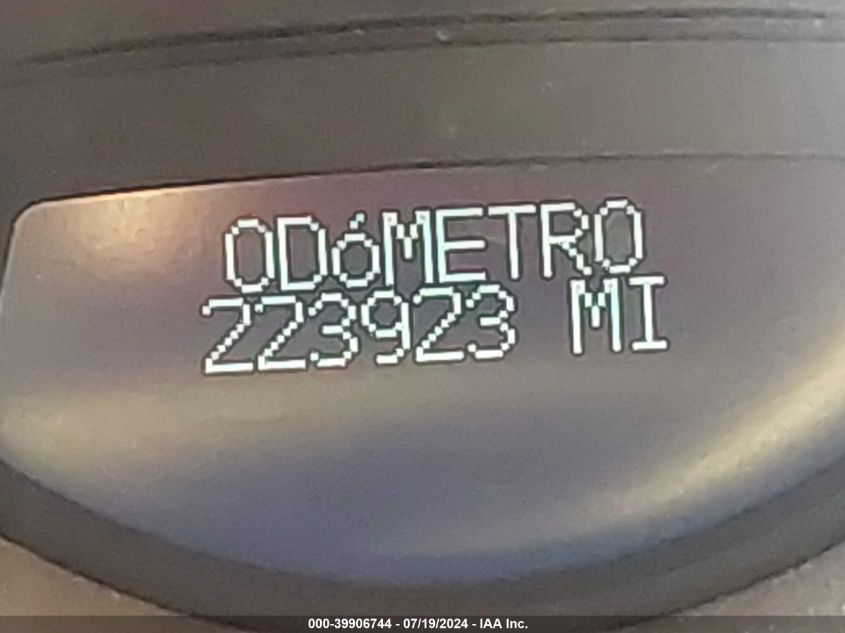 ODóMETRO
223923 MI
000-39906744 - 07/19/2024 - IAA Inc.